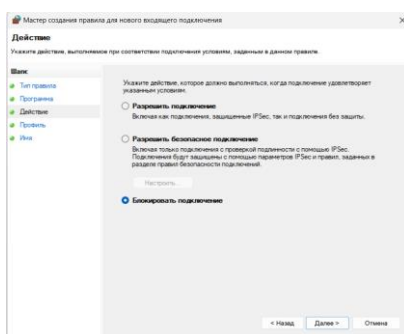 Мастер создания правила для нового входящего подключения
Действие
Укажите действие, выполняемое при соответствии подключения условиям, заданным в данном правиле.
Шаги:
Тип правила
Программа
Действие
Профиль
Имя
Укажите действие, которое должно выполняться, когда подключение удовлетворяет
указанным условиям.
Разрешить подключение
Включая как подключения, защищенные IPSec, так и подключения без защиты.
Разрешить безопасное подключение
Включая только подключения с проверкой подлинности с помощью IPSec.
Подключения будут защищены с помощью параметров IPSec и правил, заданных в
разделе правил безопасности подключений.
Настроить...
Блокировать подключение
< Назад
Далее >
Отмена